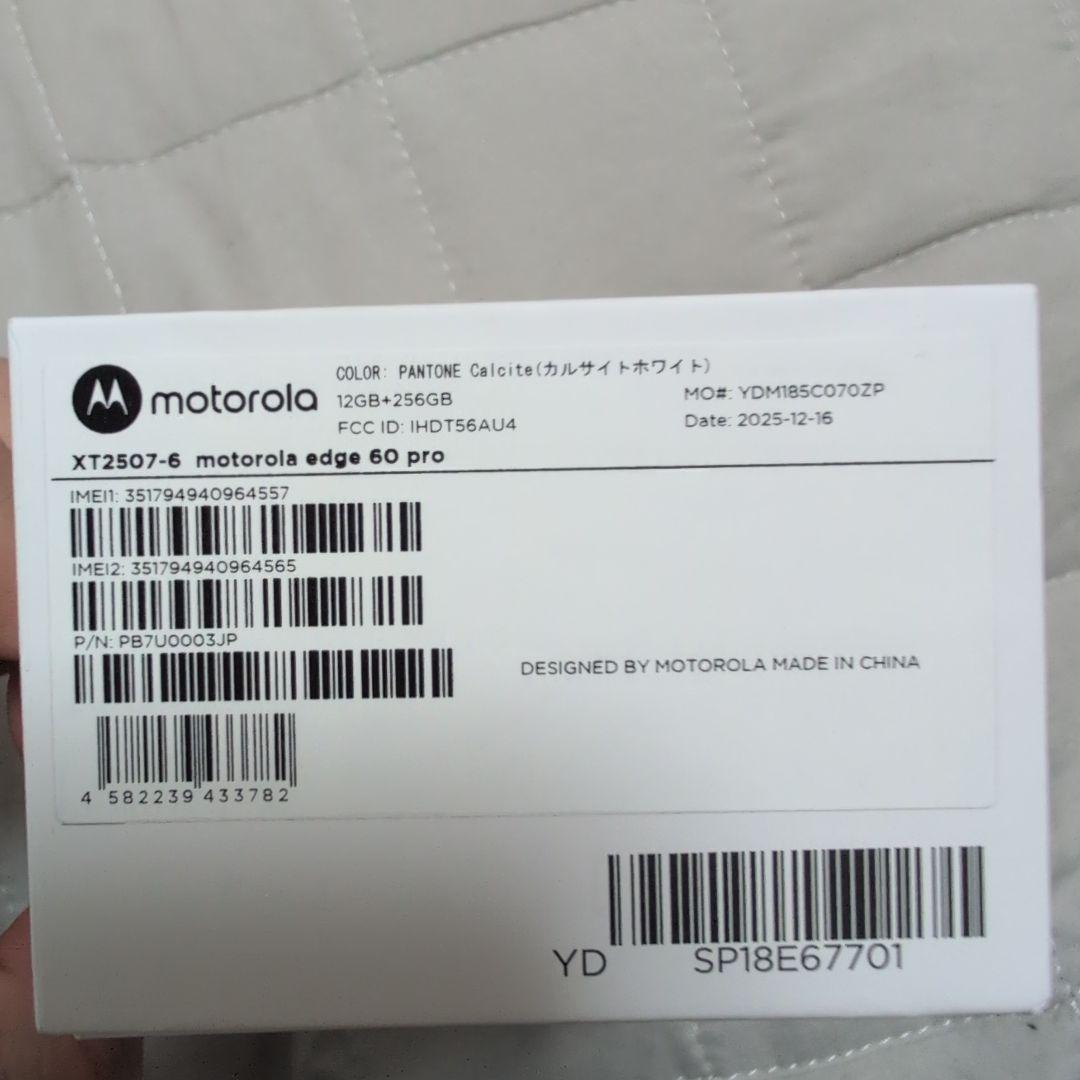 motorola
COLOR: PANTONE Calcite(カルサイトホワイト)
12GB+256GB
FCC ID: IHDT56AU4
MO#: YDM185C070ZP
Date: 2025-12-16
XT2507-6 motorola edge 60 pro
IMEI1: 351794940964557
IMEI2: 351794940964565
P/N: PB7U0003JP
DESIGNED BY MOTOROLA MADE IN CHINA
4 582239 433782
YD SP18E67701